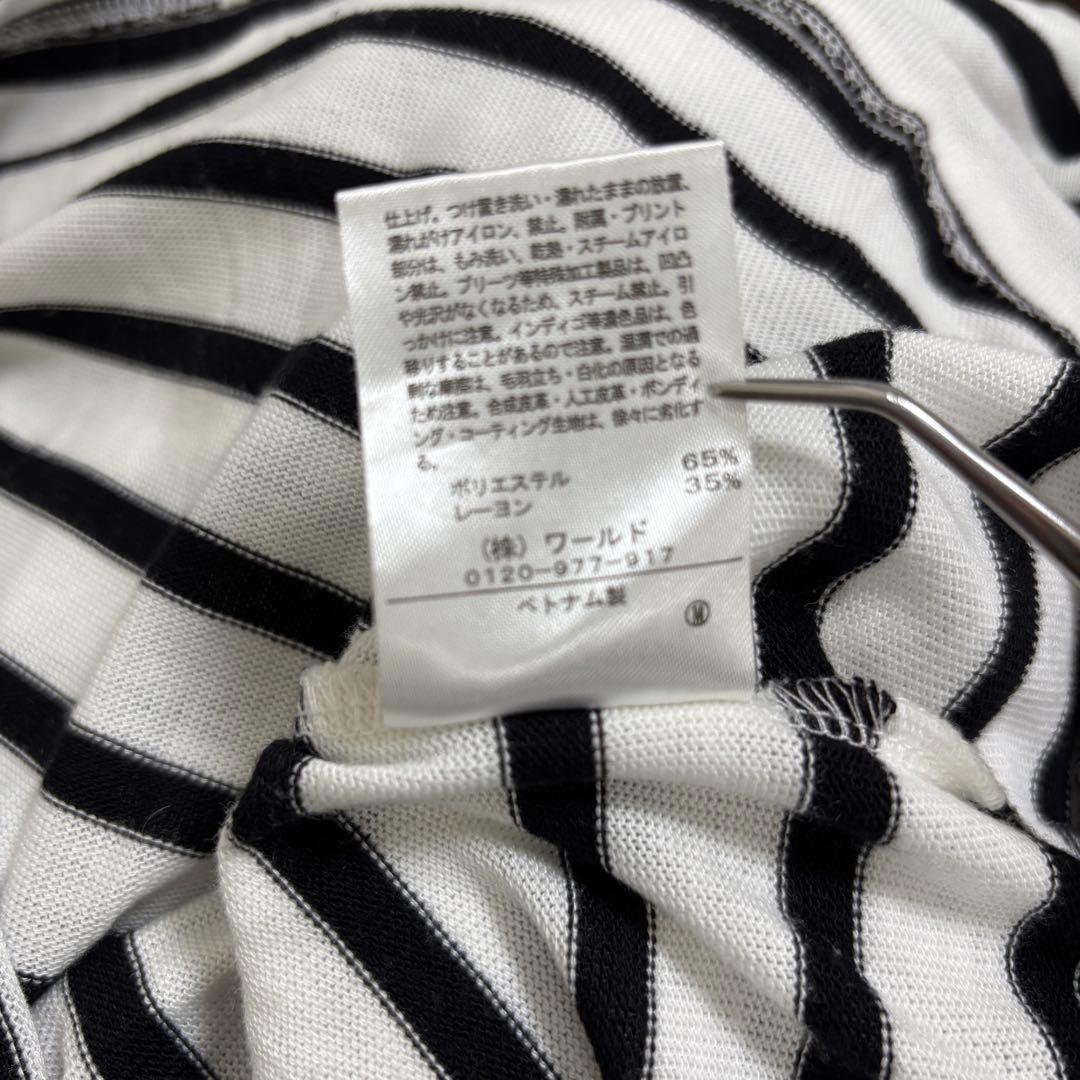 仕上げ。つけ置き洗い・濡れたままの放置、
濡れがけアイロン、禁止。附属・プリント
部分は、もみ洗い、乾熱・スチームアイロ
ン禁止。プリーツ等特殊加工製品は、凹凸
や光沢がなくなるため、スチーム禁止。引
っかけに注意。インディゴ等濃色品は、色
移りすることがあるので注意。湿潤での過
剰な摩擦は、毛羽立ち・白化の原因となる
ため注意。合成皮革・人工皮革・ボンディ
ング・コーティング生地は、徐々に劣化す
る。
ポリエステル 65%
レーヨン 35%
(株) ワールド
0120-977-917
ベトナム製